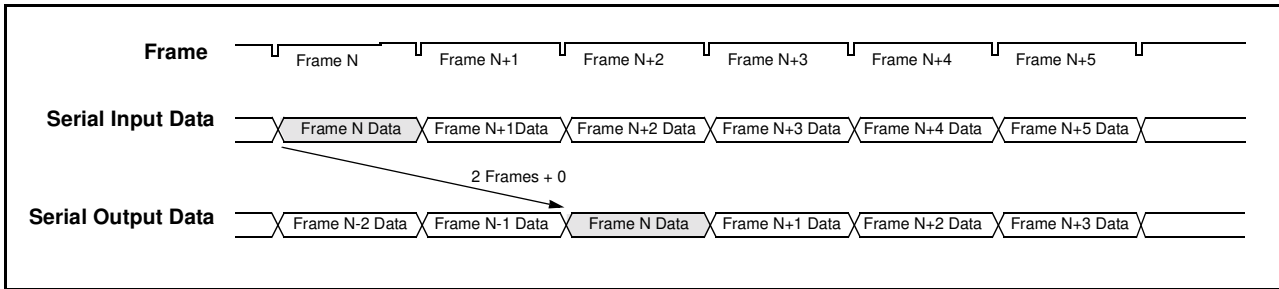 Frame
Frame N Frame N+1 Frame N+2 Frame N+3 Frame N+4 Frame N+5
Serial Input Data
Frame N Data Frame N+1Data Frame N+2 Data Frame N+3 Data Frame N+4 Data Frame N+5 Data
2 Frames + 0
Serial Output Data
Frame N-2 Data Frame N-1 Data Frame N Data Frame N+1 Data Frame N+2 Data Frame N+3 Data